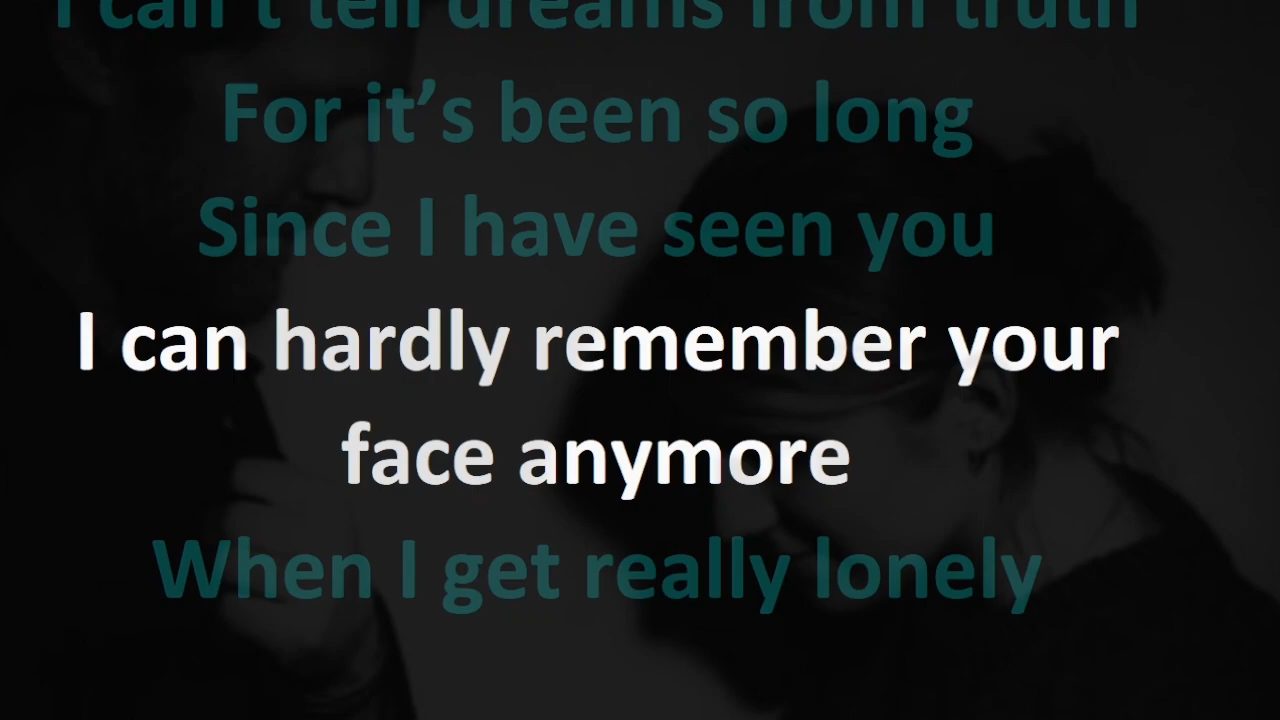 I can't tell dreams from truth
For it’s been so long
Since I have seen you
I can hardly remember your
face anymore
When I get really lonely